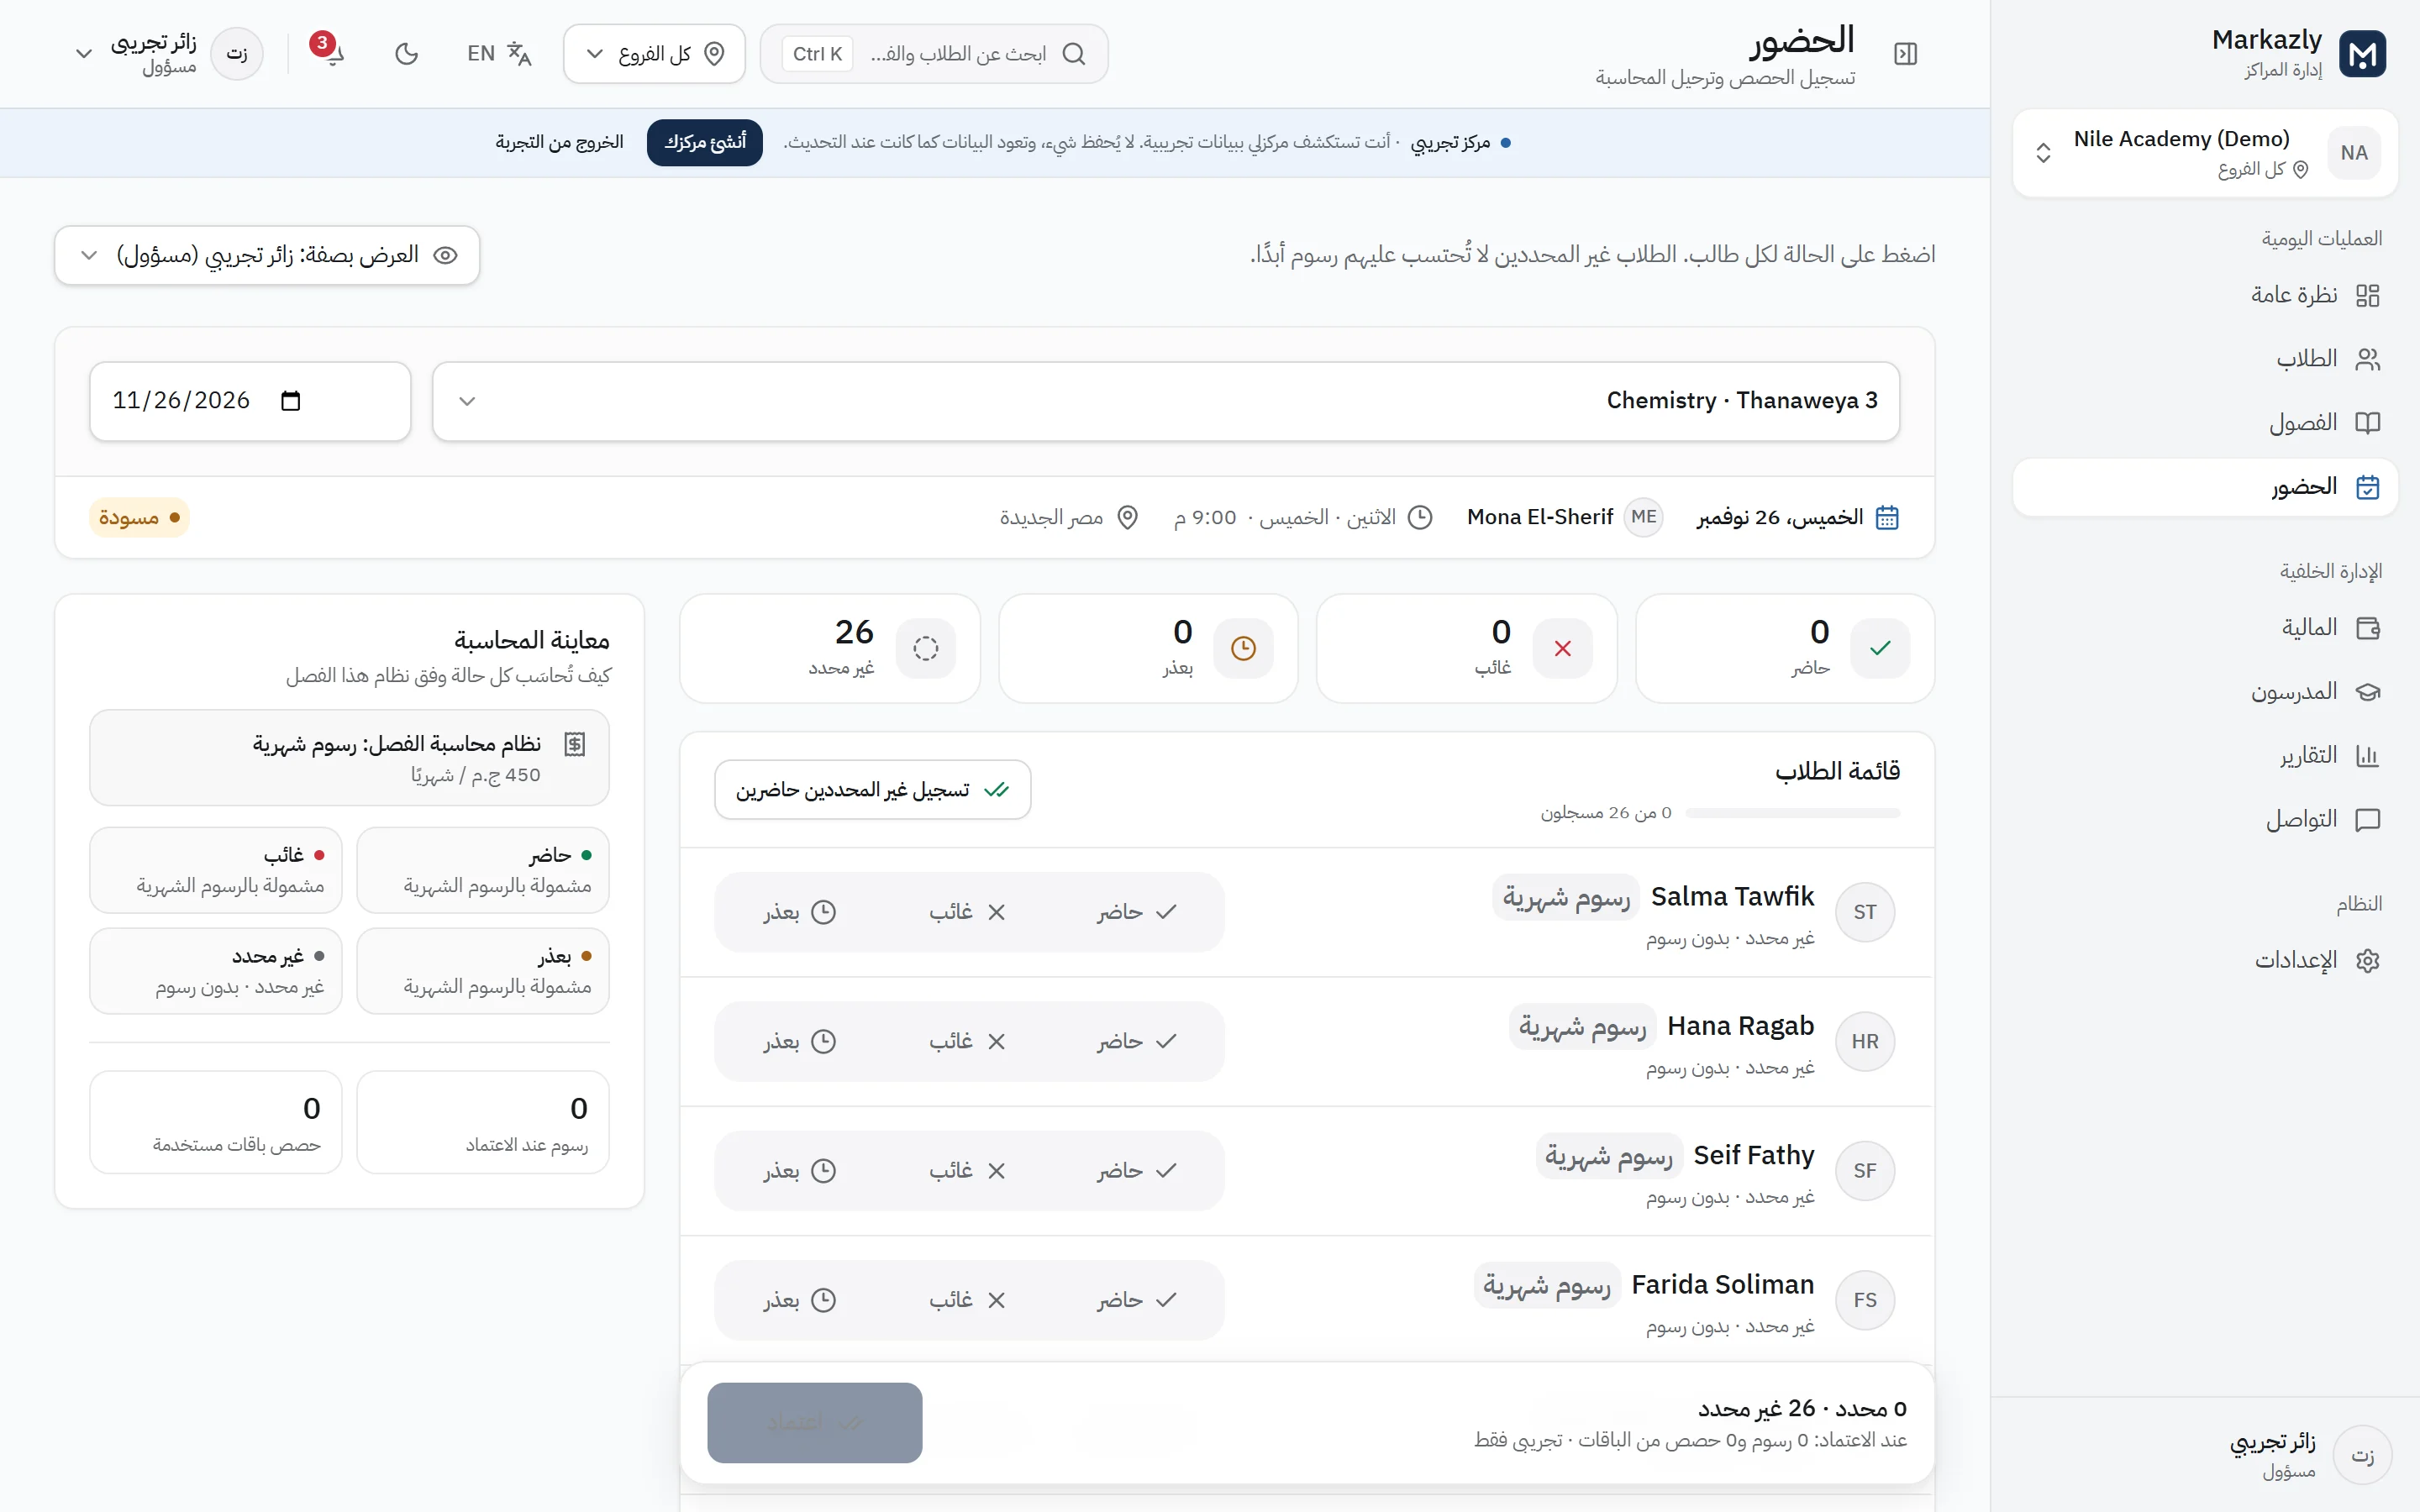 Markazly
إدارة المراكز
NA
Nile Academy (Demo)
كل الفروع
العمليات اليومية
نظرة عامة
الطلاب
الفصول
الحضور
الإدارة الخلفية
المالية
المدرسون
التقارير
التواصل
النظام
الإعدادات
زت
زائر تجريبي
مسؤول
الحضور
تسجيل الحصص وترحيل المحاسبة
ابحث عن الطلاب والف...
Ctrl K
كل الفروع
EN
3
زت
زائر تجريبي
مسؤول
مركز تجريبي · أنت تستكشف مركزلي ببيانات تجريبية. لا يُحفظ شيء، وتعود البيانات كما كانت عند التحديث.
أنشئ مركزك
الخروج من التجربة
اضغط على الحالة لكل طالب. الطلاب غير المحددين لا تُحتسب عليهم رسوم أبدًا.
العرض بصفة: زائر تجريبي (مسؤول)
Chemistry · Thanaweya 3
11/26/2026
الخميس، 26 نوفمبر
ME
Mona El-Sherif
الاثنين · الخميس · 9:00 م
مصر الجديدة
مسودة
0
حاضر
0
غائب
0
بعذر
26
غير محدد
قائمة الطلاب
0 من 26 مسجلون
تسجيل غير المحددين حاضرين
ST
Salma Tawfik
رسوم شهرية
غير محدد · بدون رسوم
حاضر
غائب
بعذر
HR
Hana Ragab
رسوم شهرية
غير محدد · بدون رسوم
حاضر
غائب
بعذر
SF
Seif Fathy
رسوم شهرية
غير محدد · بدون رسوم
حاضر
غائب
بعذر
FS
Farida Soliman
رسوم شهرية
غير محدد · بدون رسوم
حاضر
غائب
بعذر
0 محدد · 26 غير محدد
عند الاعتماد: 0 رسوم و0 حصص من الباقات · تجريبي فقط
اعتماد
معاينة المحاسبة
كيف تُحاسَب كل حالة وفق نظام هذا الفصل
نظام محاسبة الفصل: رسوم شهرية
450 ج.م / شهريًا
حاضر
مشمولة بالرسوم الشهرية
غائب
مشمولة بالرسوم الشهرية
بعذر
مشمولة بالرسوم الشهرية
غير محدد
غير محدد · بدون رسوم
0
رسوم عند الاعتماد
0
حصص باقات مستخدمة